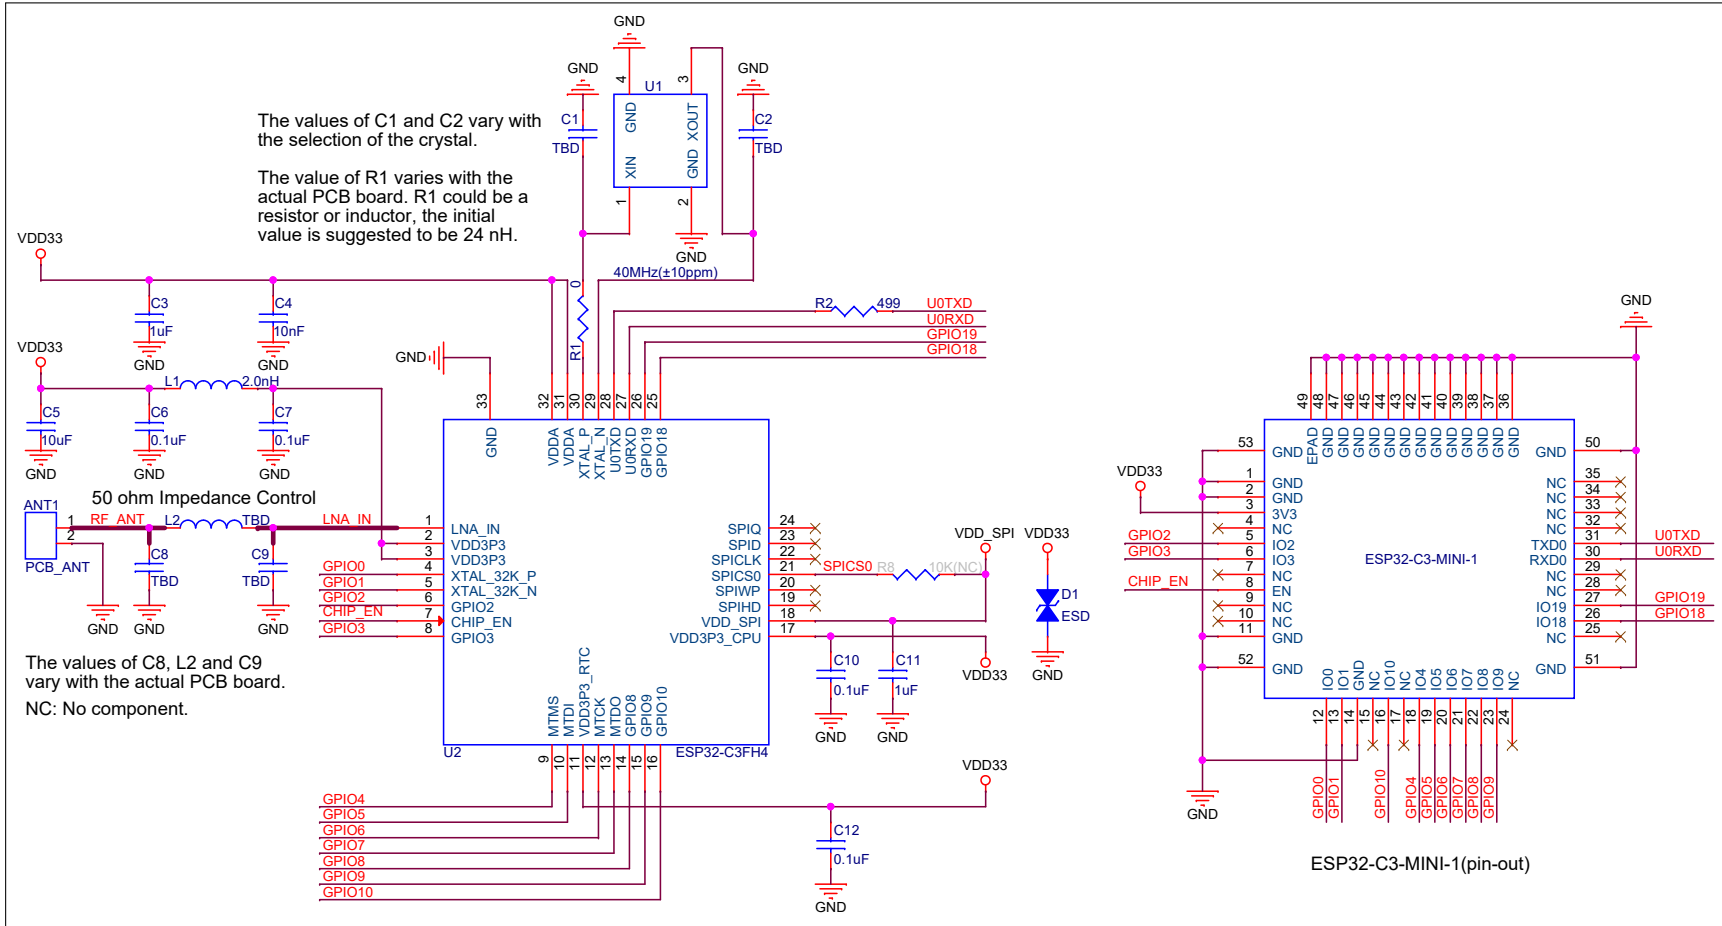 GND
GND
GND
4
3
U1
C1
TBD
GND
XOUT
XIN
GND
C2
TBD
1
2
GND
The values of C1 and C2 vary with
the selection of the crystal.
The value of R1 varies with the
actual PCB board. R1 could be a
resistor or inductor, the initial
value is suggested to be 24 nH.
40MHz(±10ppm)
VDD33
C3
1uF
GND
C4
10nF
GND
0
R1
R2
499
U0TXD
U0RXD
GPIO19
GPIO18
VDD33
L1
2.0nH
C5
10uF
GND
C6
0.1uF
GND
C7
0.1uF
GND
GND
33
32
31
30
29
28
27
26
25
GND
VDDA
VDDA
XTAL_P
XTAL_N
U0TXD
U0RXD
GPIO19
GPIO18
50 ohm Impedance Control
ANT1
1
2
PCB_ANT
RF_ANT
L2
TBD
LNA_IN
C8
TBD
C9
TBD
GND
GND
GND
GPIO0
GPIO1
GPIO2
CHIP_EN
GPIO3
1
2
3
4
5
6
7
8
LNA_IN
VDD3P3
VDD3P3
XTAL_32K_P
XTAL_32K_N
GPIO2
CHIP_EN
GPIO3
SPIQ
SPID
SPICLK
SPICS0
SPIWP
SPIHD
VDD_SPI
VDD3P3_CPU
24
23
22
21
20
19
18
17
SPICS0
R8
10K(NC)
VDD_SPI
VDD33
D1
ESD
GND
VDD33
C10
0.1uF
GND
C11
1uF
GND
The values of C8, L2 and C9
vary with the actual PCB board.
NC: No component.
MTMS
MTDI
VDD3P3_RTC
MTCK
MTDO
GPIO8
GPIO9
GPIO10
U2
ESP32-C3FH4
9
10
11
12
13
14
15
16
GPIO4
GPIO5
GPIO6
GPIO7
GPIO8
GPIO9
GPIO10
VDD33
C12
0.1uF
GND
GND
49
48
47
46
45
44
43
42
41
40
39
38
37
36
EPAD
GND
GND
GND
GND
GND
GND
GND
GND
GND
GND
GND
GND
GND
VDD33
GPIO2
GPIO3
CHIP_EN
53
1
2
3
4
5
6
7
8
9
10
11
52
GND
GND
GND
3V3
NC
IO2
IO3
NC
EN
NC
NC
GND
GND
ESP32-C3-MINI-1
GND
NC
NC
NC
NC
TXD0
RXD0
NC
NC
IO19
IO18
NC
GND
50
35
34
33
32
31
30
29
28
27
26
25
51
U0TXD
U0RXD
GPIO19
GPIO18
IO0
IO1
GND
NC
IO10
NC
IO4
IO5
IO6
IO7
IO8
IO9
NC
12
13
14
15
16
17
18
19
20
21
22
23
24
GPIO0
GPIO1
GPIO10
GPIO4
GPIO5
GPIO6
GPIO7
GPIO8
GPIO9
GND
ESP32-C3-MINI-1(pin-out)